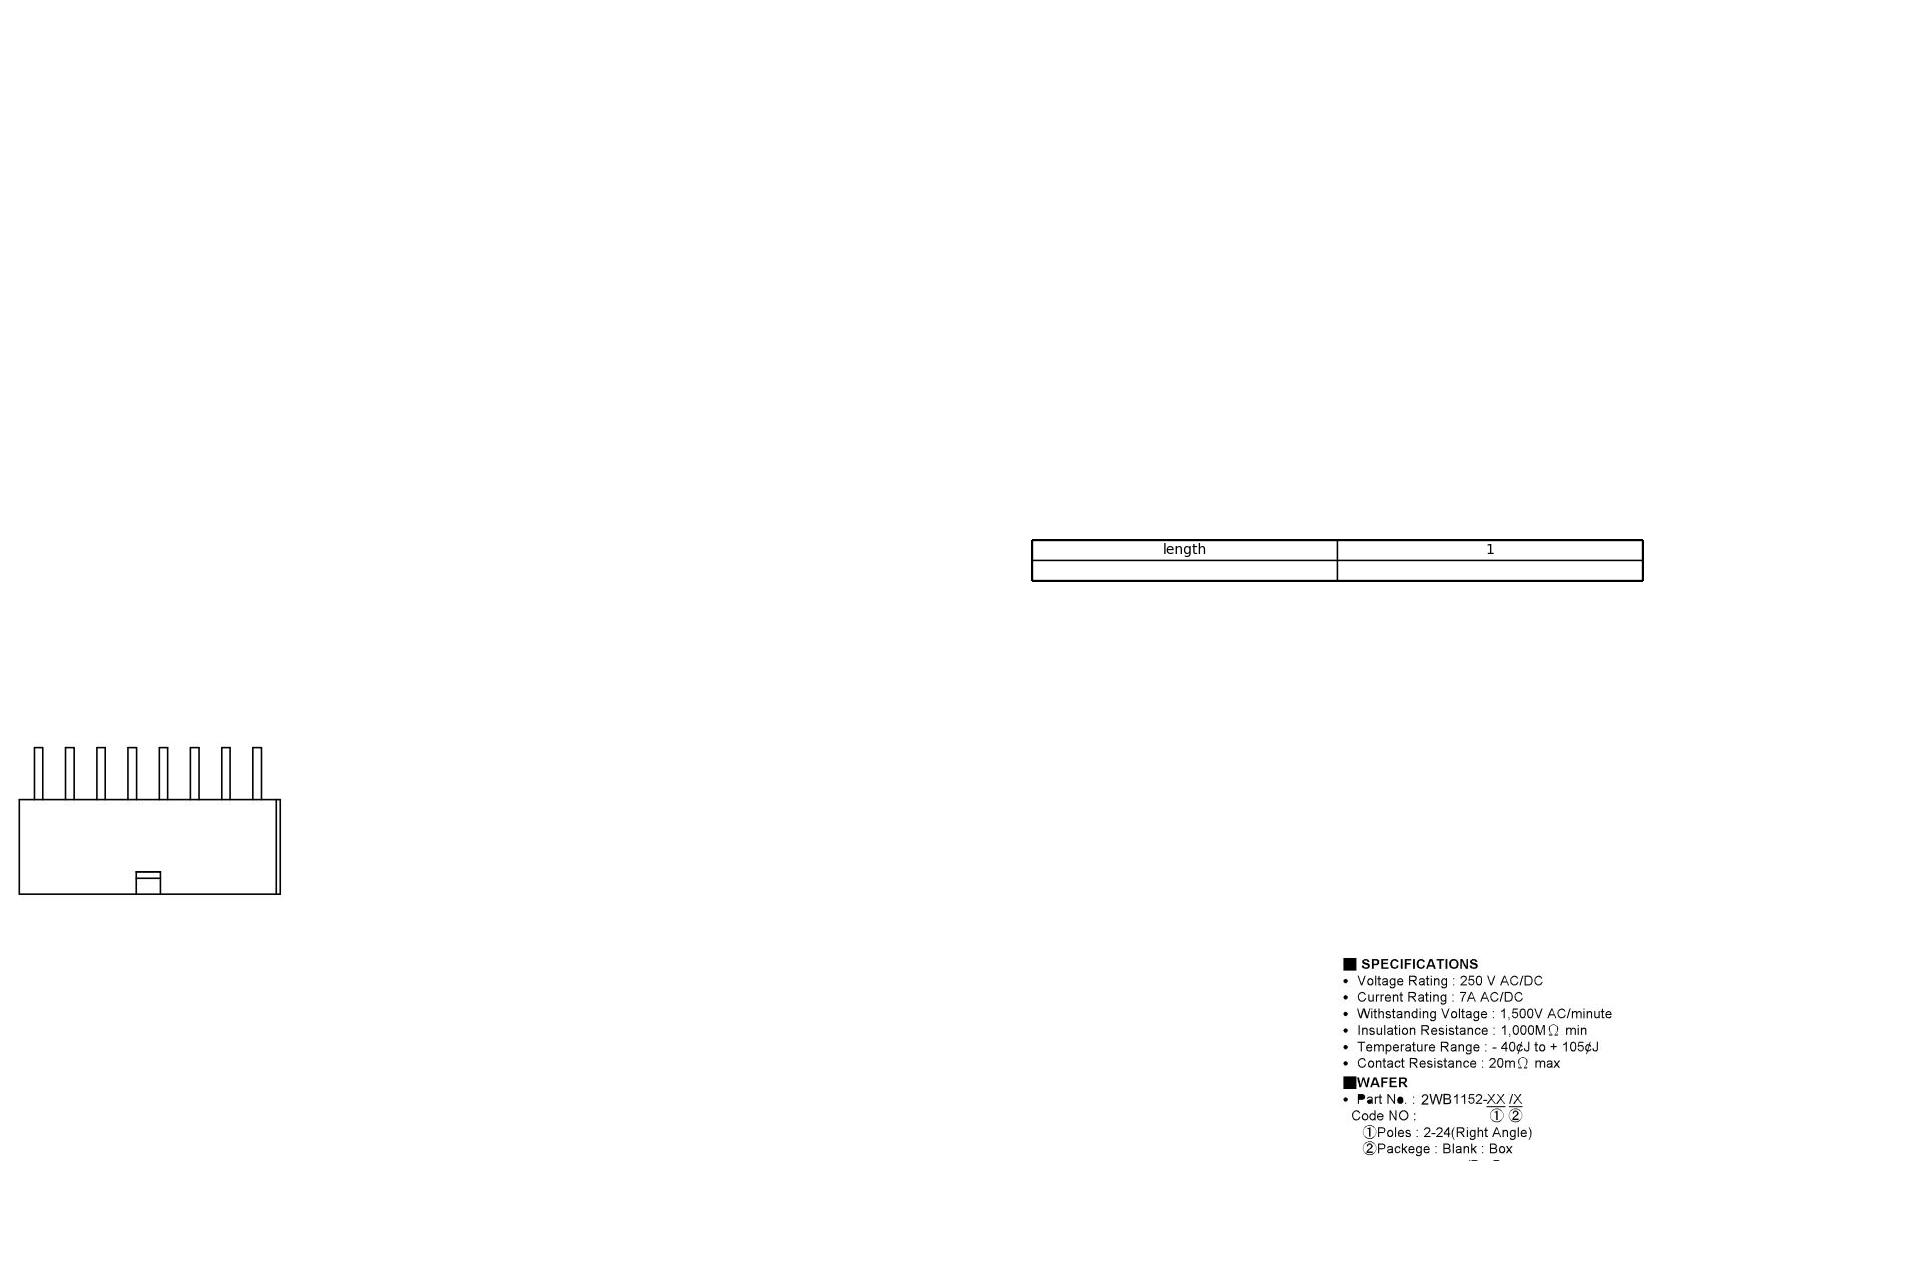 length 1
■ SPECIFICATIONS
• Voltage Rating : 250 V AC/DC
• Current Rating : 7A AC/DC
• Withstanding Voltage : 1,500V AC/minute
• Insulation Resistance : 1,000MΩ min
• Temperature Range : - 40¢J to + 105¢J
• Contact Resistance : 20mΩ max
■WAFER
• Part No. : 2WB1152-XX /X
Code NO : ① ②
①Poles : 2-24(Right Angle)
②Packege : Blank : Box